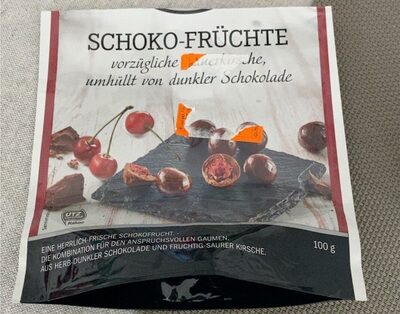 SCHOKO-FRÜCHTE
vorzügliche
umhüllt von dunkler Schokolade
UTZ
EINE HERRLICH-FRISCHE SCHOKOFRUCHT.
DIE KOMBINATION FÜR DEN ANSPRUCHSVOLLEN GAUMEN.
AUS HERB-DUNKLER SCHOKOLADE UND FRUCHTIG-SAURER KIRSCHE.
100 g